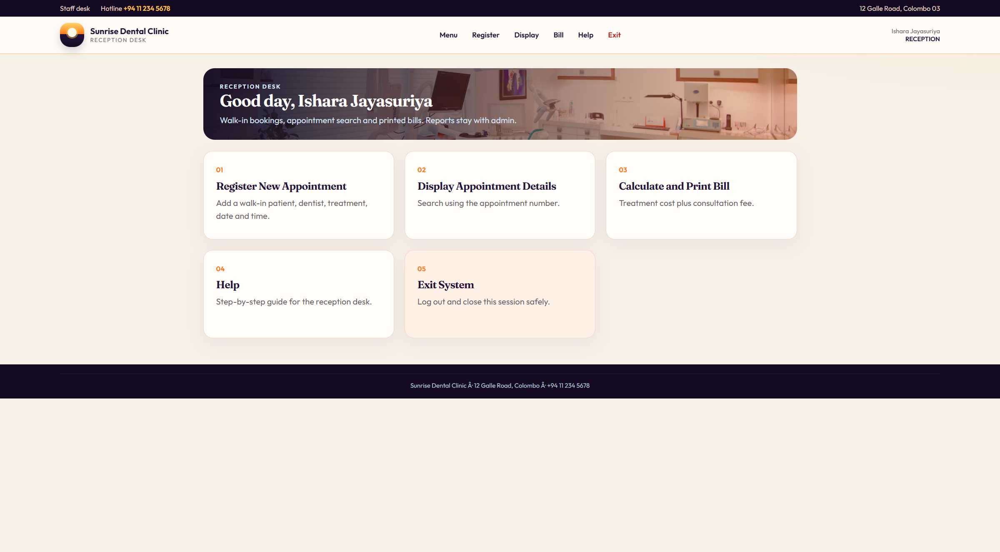 Staff desk Hotline +94 11 234 5678 12 Galle Road, Colombo 03
Sunrise Dental Clinic
RECEPTION DESK
Menu Register Display Bill Help Exit
Ishara Jayasuriya
RECEPTION
RECEPTION DESK
Good day, Ishara Jayasuriya
Walk-in bookings, appointment search and printed bills. Reports stay with admin.
01
Register New Appointment
Add a walk-in patient, dentist, treatment,
date and time.
02
Display Appointment Details
Search using the appointment number.
03
Calculate and Print Bill
Treatment cost plus consultation fee.
04
Help
Step-by-step guide for the reception desk.
05
Exit System
Log out and close this session safely.
Sunrise Dental Clinic Â· 12 Galle Road, Colombo Â· +94 11 234 5678